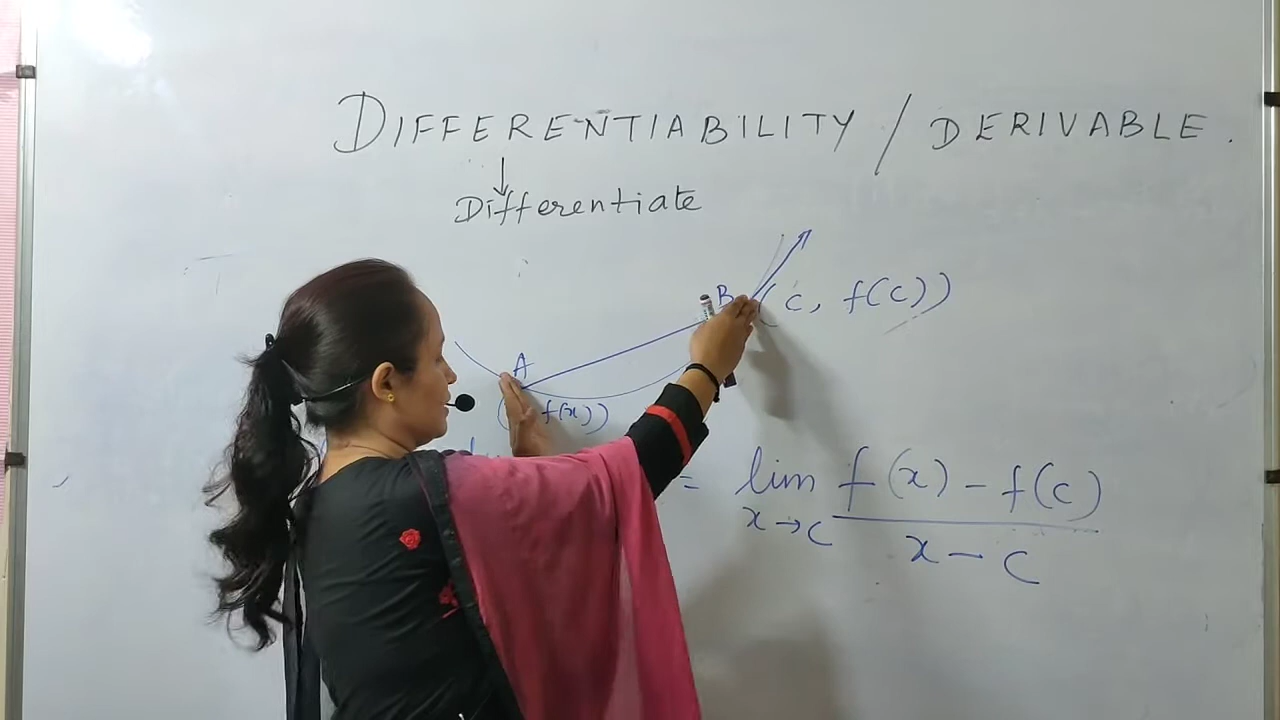 DIFFERENTIABILITY / DERIVABLE.
Differentiate
B (c, f(c))
A
( f(x))
= lim f(x) - f(c)
x→c x - c